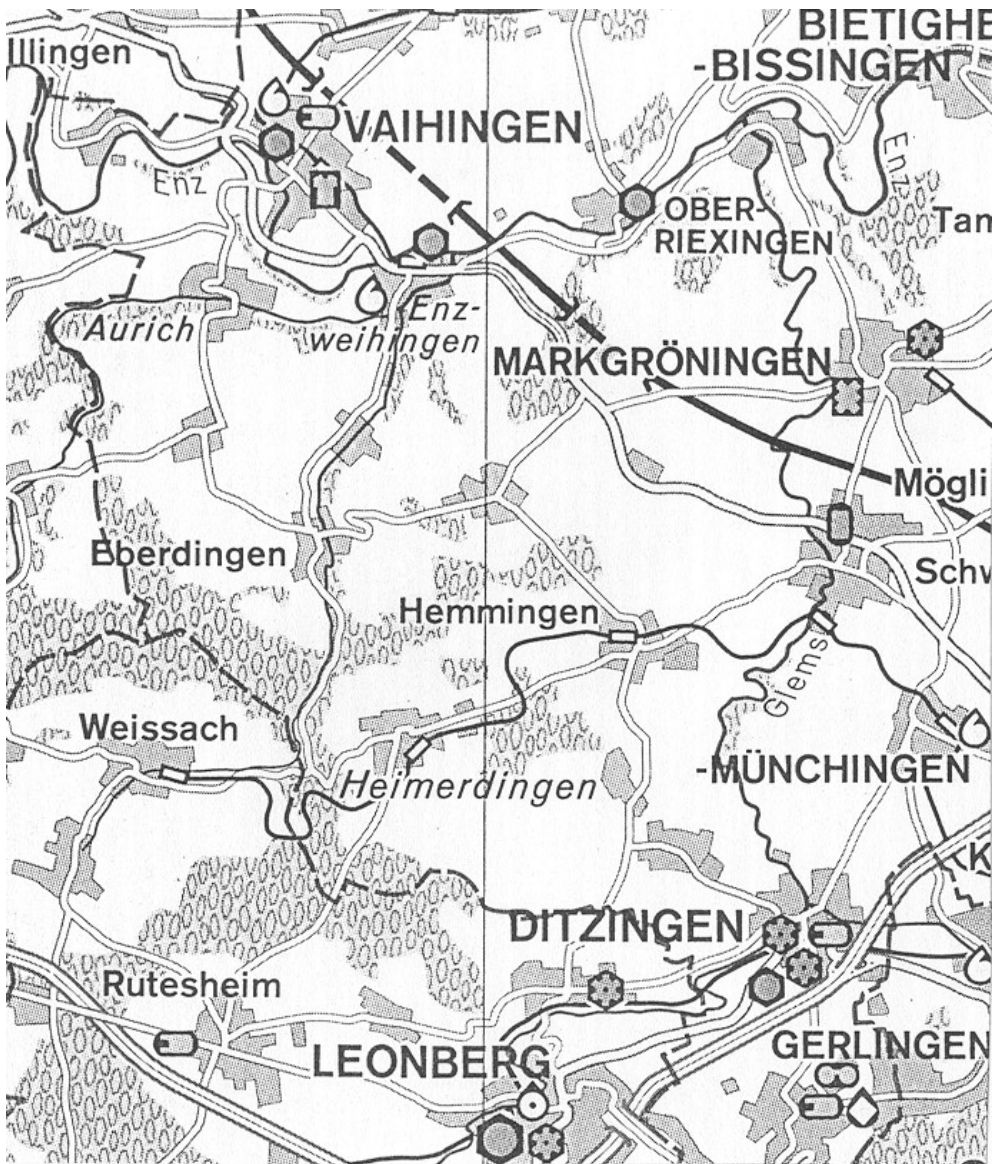 BIETIGHE
-BISSINGEN
Illingen
VAIHINGEN
Enz
Enz
OBER-
RIEXINGEN
Tam
Aurich
Enz-
weihingen
MARKGRÖNINGEN
Mögli
Eberdingen
Schw
Hemmingen
Glems
Weissach
-MÜNCHINGEN
Heimerdingen
K
DITZINGEN
Rutesheim
LEONBERG
GERLINGEN